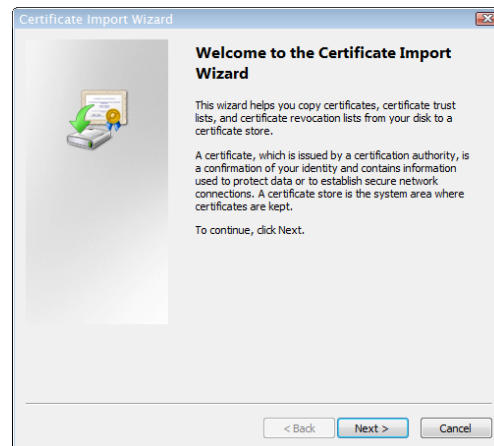 Certificate Import Wizard
Welcome to the Certificate Import
Wizard
This wizard helps you copy certificates, certificate trust
lists, and certificate revocation lists from your disk to a
certificate store.
A certificate, which is issued by a certification authority, is
a confirmation of your identity and contains information
used to protect data or to establish secure network
connections. A certificate store is the system area where
certificates are kept.
To continue, click Next.
< Back Next > Cancel